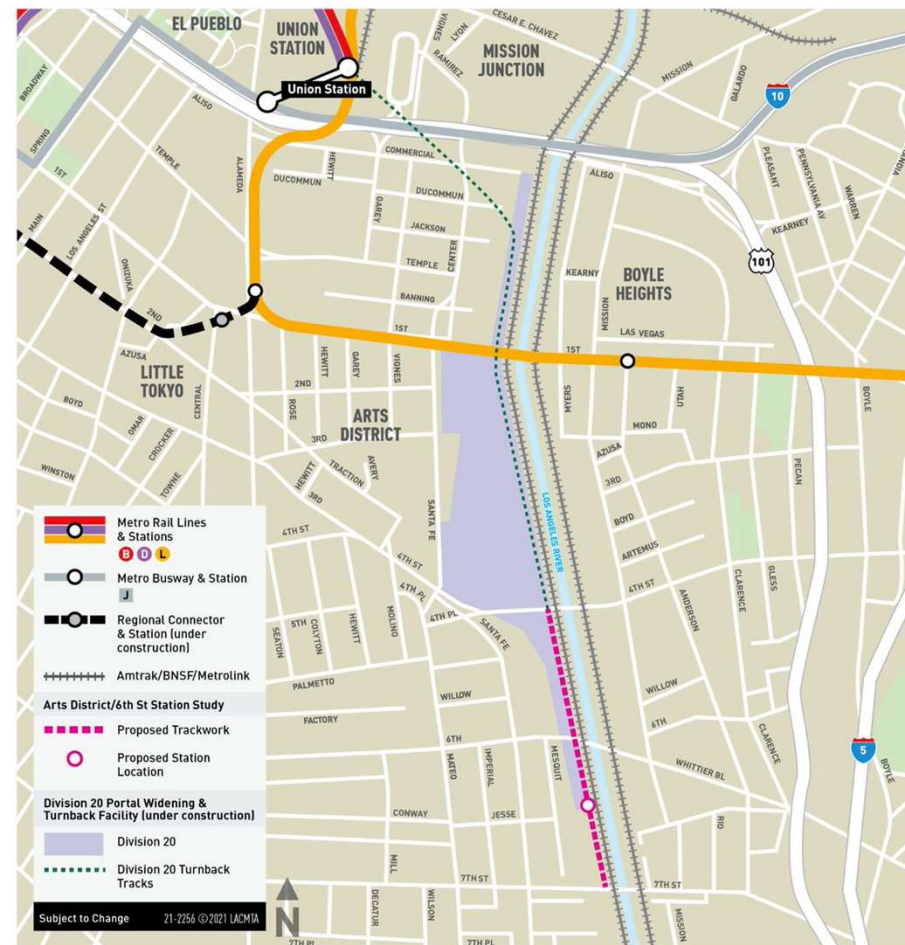 EL PUEBLO
UNION
STATION
Union Station
MISSION
JUNCTION
VIGNES
LYON
RAMIREZ
CESAR E. CHAVEZ
MISSION
GALARDO
10
BROADWAY
SPRING
ALISO
1ST
TEMPLE
MAIN
LOS ANGELES ST
ALAMEDA
HEWITT
COMMERCIAL
DUCOMMUN
GAREY
DUCOMMUN
JACKSON
CENTER
TEMPLE
BANNING
1ST
ALISO
PLEASANT
PENNSYLVANIA AV
WARREN
KEARNEY
101
KEARNY
MISSION
BOYLE
HEIGHTS
LAS VEGAS
1ST
ONIZUKA
2ND
AZUSA
LITTLE
TOKYO
CENTRAL
BOYD
OMAR
CROCKER
TOWNE
WINSTON
HEWITT
GAREY
VIGNES
2ND
ROSE
ARTS
DISTRICT
3RD
AVERY
TRACTION
HEWITT
3RD
SANTA FE
4TH ST
4TH ST
4TH PL
4TH PL
SANTA FE
MYERS
UTAH
MONO
AZUSA
3RD
BOYD
ARTEMUS
4TH ST
PECAN
BOYLE
LOS ANGELES RIVER
CLARENCE
GLESS
ANDERSON
SEATON
5TH
COLYTON
HEWITT
MOLINO
PALMETTO
FACTORY
WILLOW
6TH
MATEO
IMPERIAL
MESQUIT
WILLOW
6TH
CLARENCE
WHITTIER BL
5
BOYLE
CONWAY
JESSE
RIO
MILL
7TH ST
7TH ST
DECATUR
WILSON
MISSION
7TH PL
7TH PL
Metro Rail Lines
& Stations
B D L
Metro Busway & Station
J
Regional Connector
& Station (under
construction)
Amtrak/BNSF/Metrolink
Arts District/6th St Station Study
Proposed Trackwork
Proposed Station
Location
Division 20 Portal Widening &
Turnback Facility (under construction)
Division 20
Division 20 Turnback
Tracks
Subject to Change 21-2256 ©2021 LACMTA
N